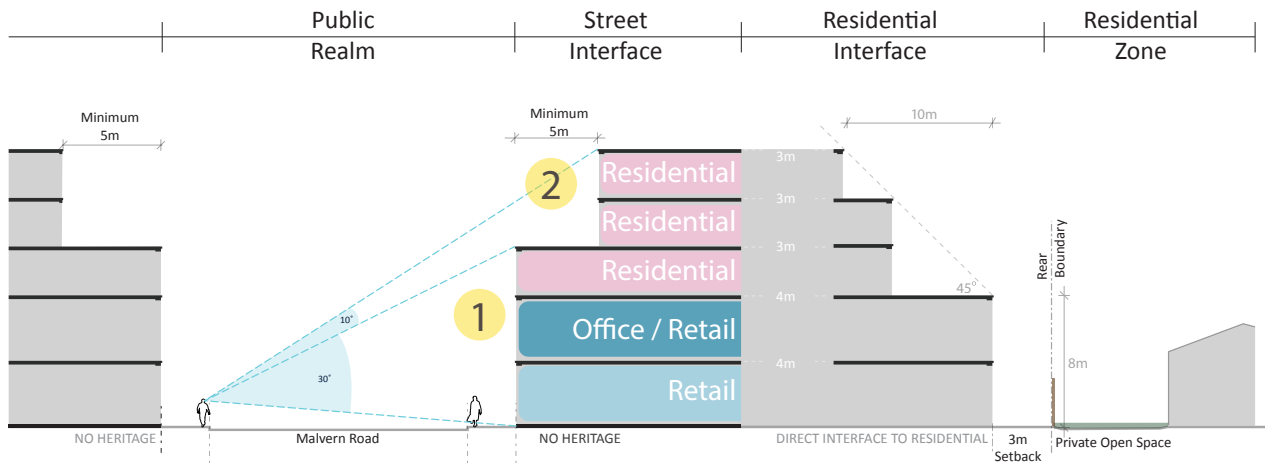 Public
Realm
Street
Interface
Residential
Interface
Residential
Zone
Minimum
5m
Minimum
5m
10m
2
Residential
3m
Residential
3m
Residential
3m
1
Office / Retail
4m
Retail
4m
10°
30°
45°
Rear
Boundary
8m
NO HERITAGE
Malvern Road
NO HERITAGE
DIRECT INTERFACE TO RESIDENTIAL
3m
Setback
Private Open Space